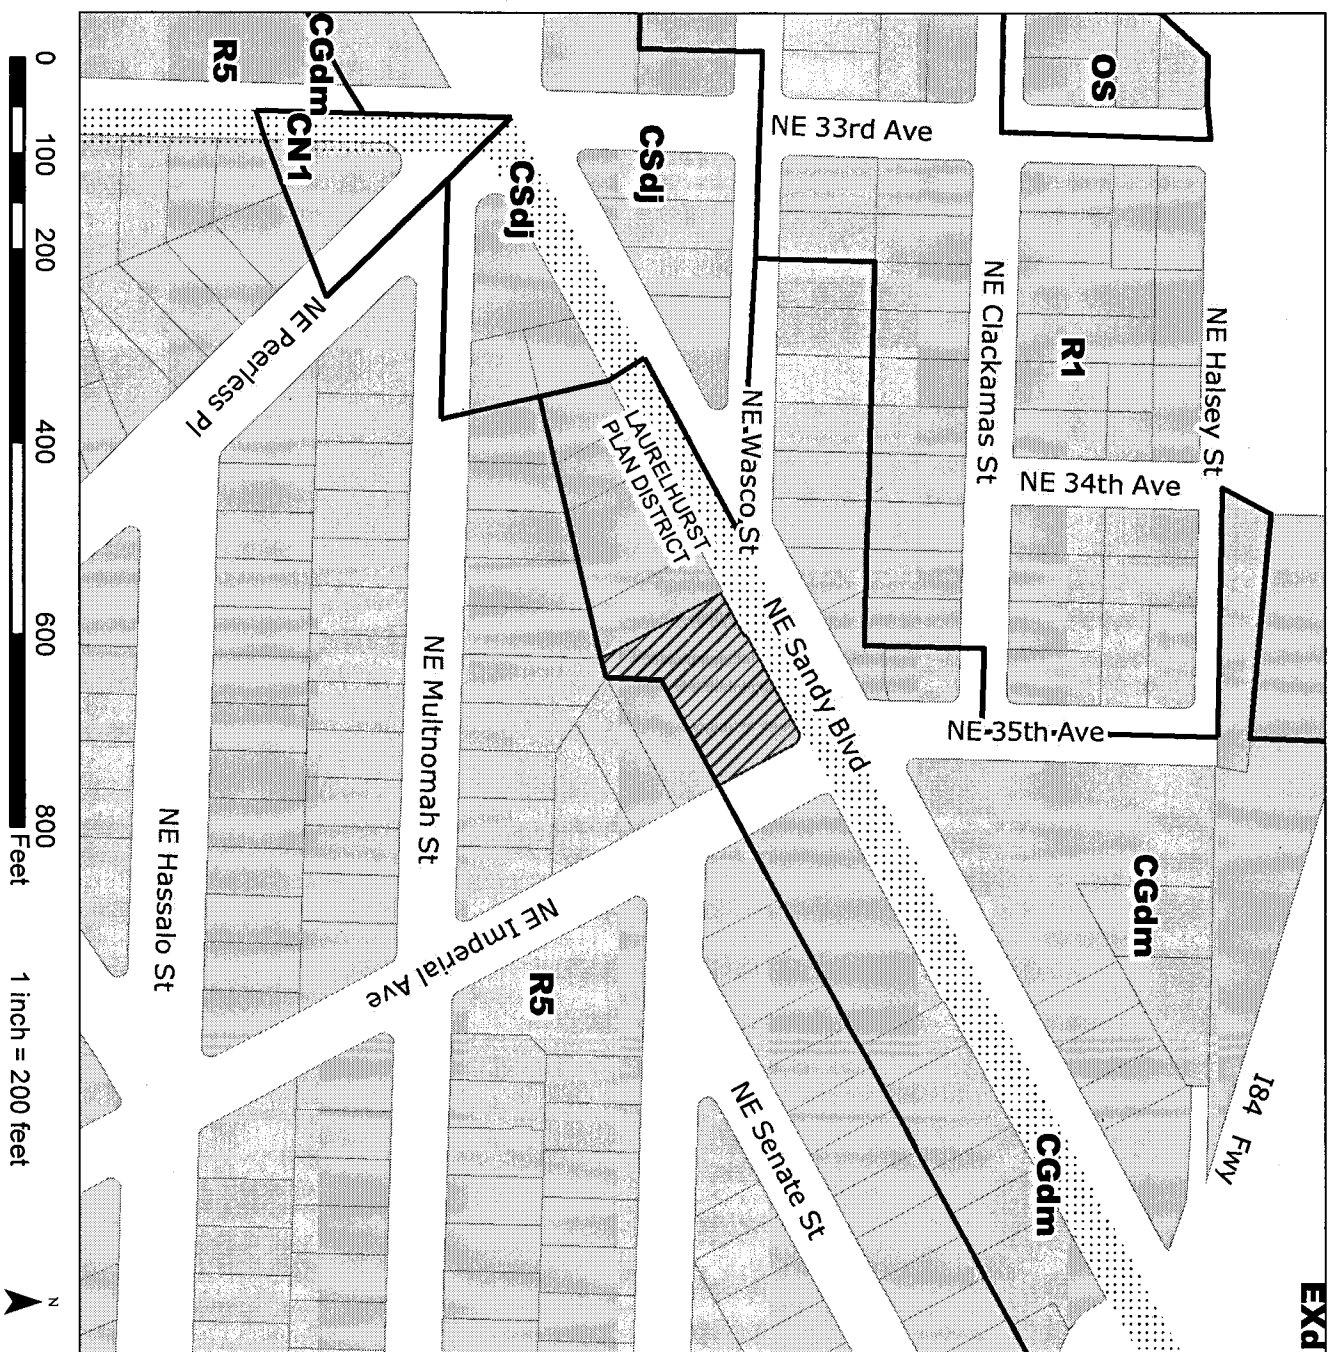 EXd
OS
NE 33rd Ave
NE Halsey St
R1
NE Clackamas St
NE 34th Ave
NE 35th Ave
CSdj
NE Wasco St
CSdj
LAURELHURST
PLAN DISTRICT
NE Sandy Blvd
CGdm
I84 Fwy
CGdm
R5
CGdm
CN1
NE Peerless Pl
NE Multnomah St
NE Hassalo St
NE Imperial Ave
R5
NE Senate St
0
100
200
400
600
800
Feet
1 inch = 200 feet
N